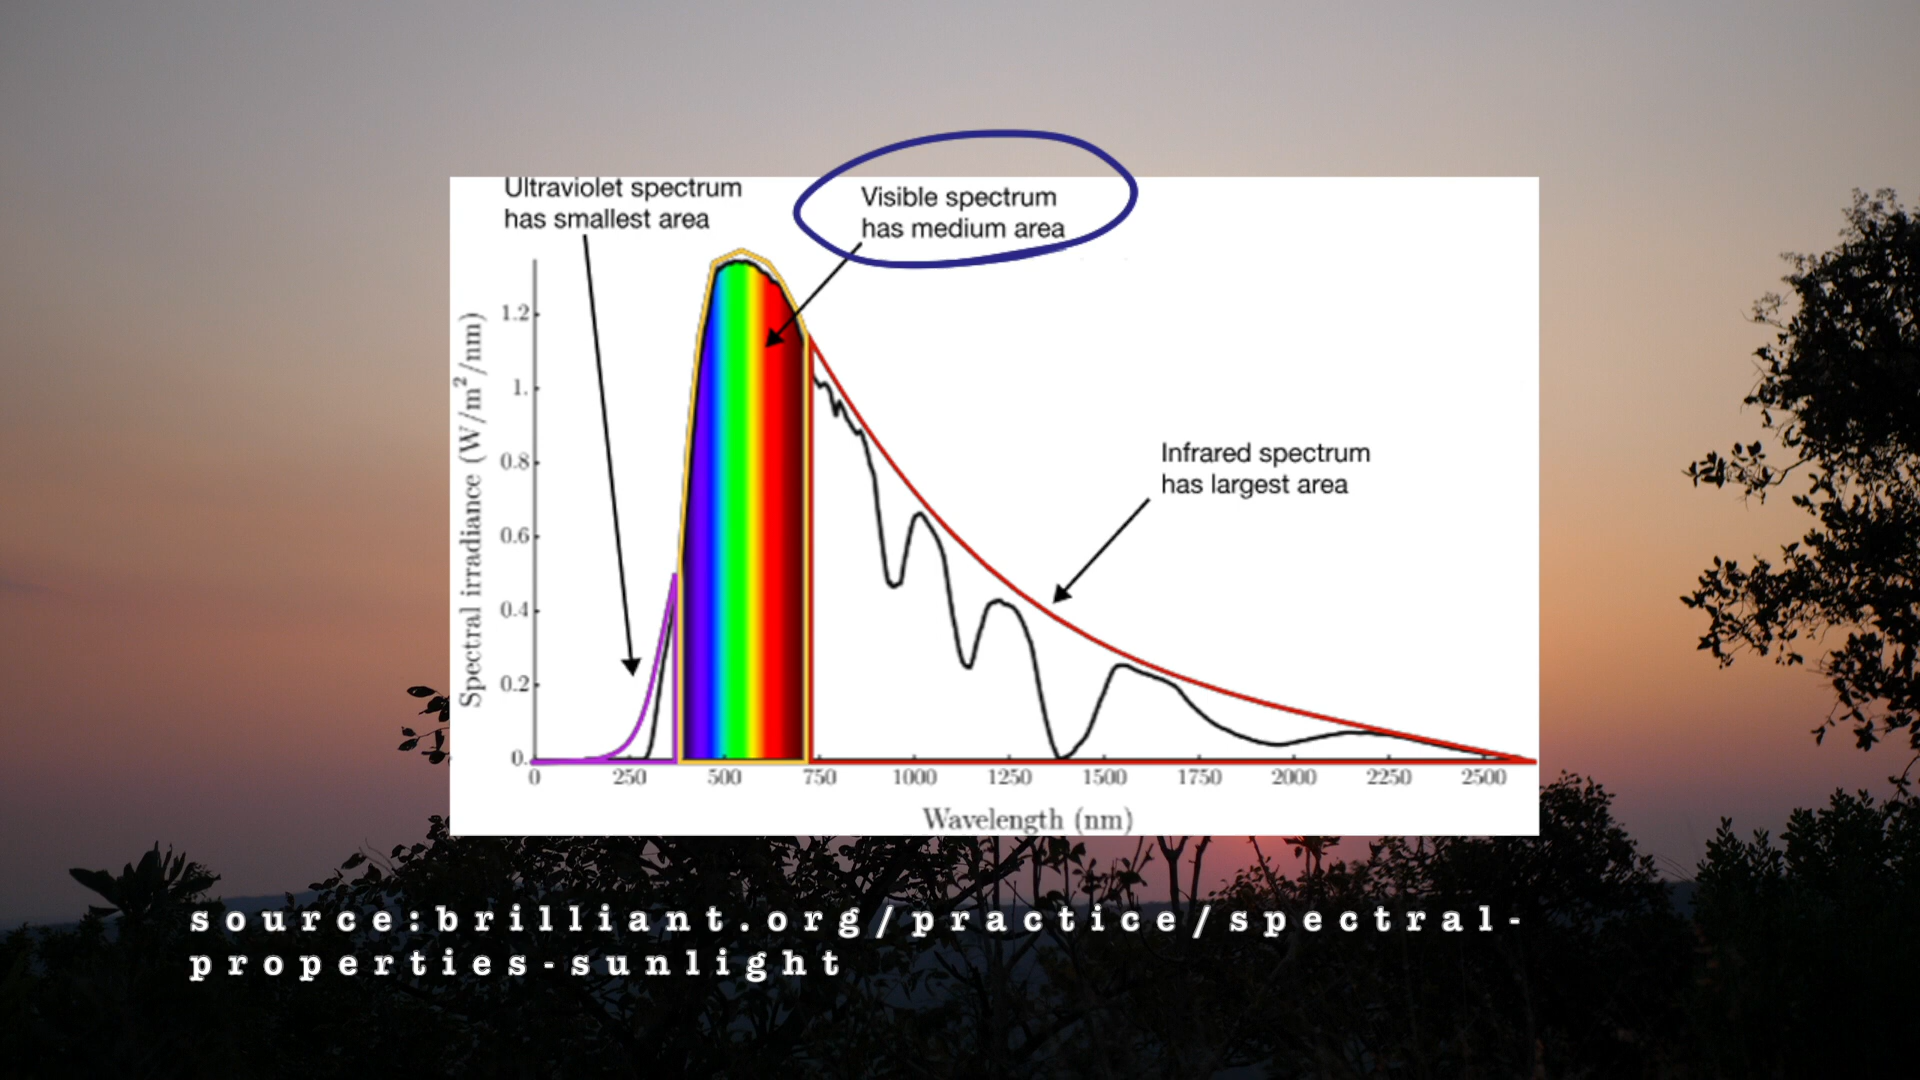 Ultraviolet spectrum
has smallest area
Visible spectrum
has medium area
Infrared spectrum
has largest area
Spectral irradiance (W/m²/nm)
1.2
1.
0.8
0.6
0.4
0.2
0.
0 250 500 750 1000 1250 1500 1750 2000 2250 2500
Wavelength (nm)
source:brilliant.org/practice/spectral-
properties-sunlight